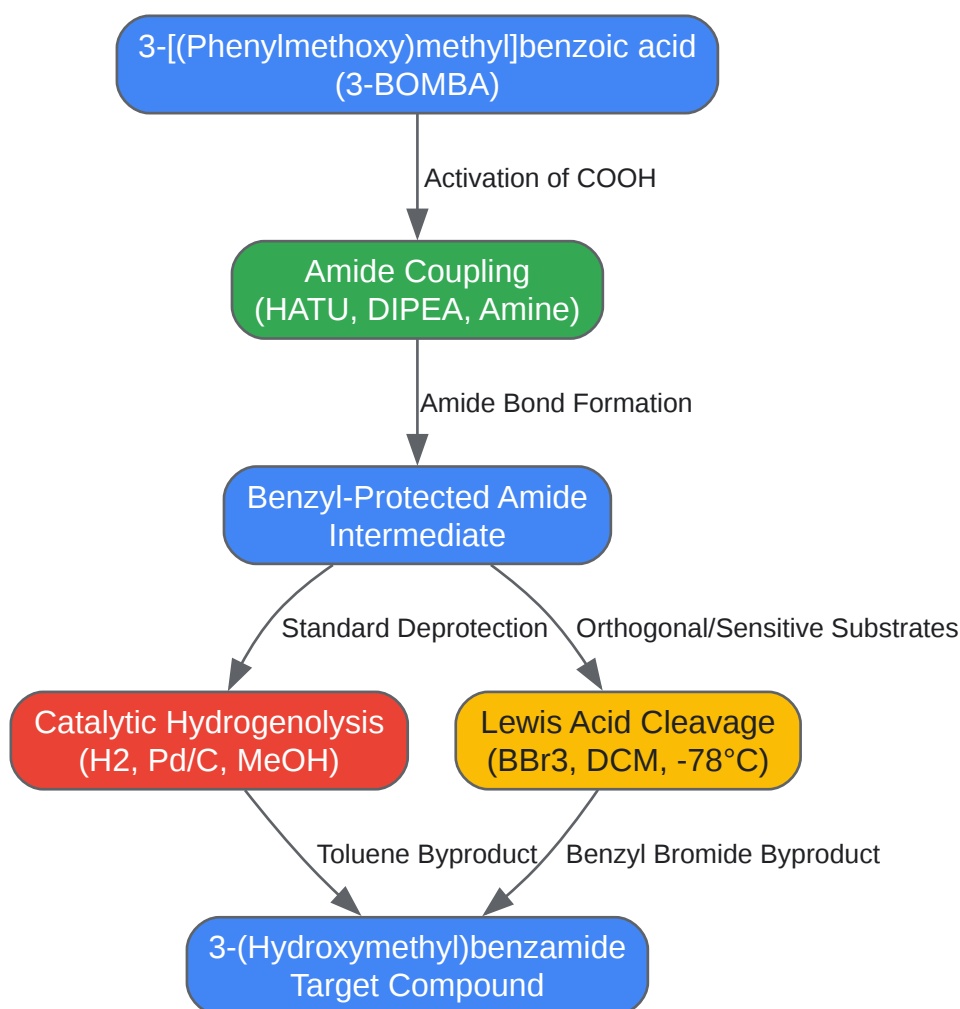 3-[(Phenylmethoxy)methyl]benzoic acid
(3-BOMBA)
Activation of COOH
Amide Coupling
(HATU, DIPEA, Amine)
Amide Bond Formation
Benzyl-Protected Amide
Intermediate
Standard Deprotection
Orthogonal/Sensitive Substrates
Catalytic Hydrogenolysis
(H2, Pd/C, MeOH)
Lewis Acid Cleavage
(BBr3, DCM, -78°C)
Toluene Byproduct
Benzyl Bromide Byproduct
3-(Hydroxymethyl)benzamide
Target Compound